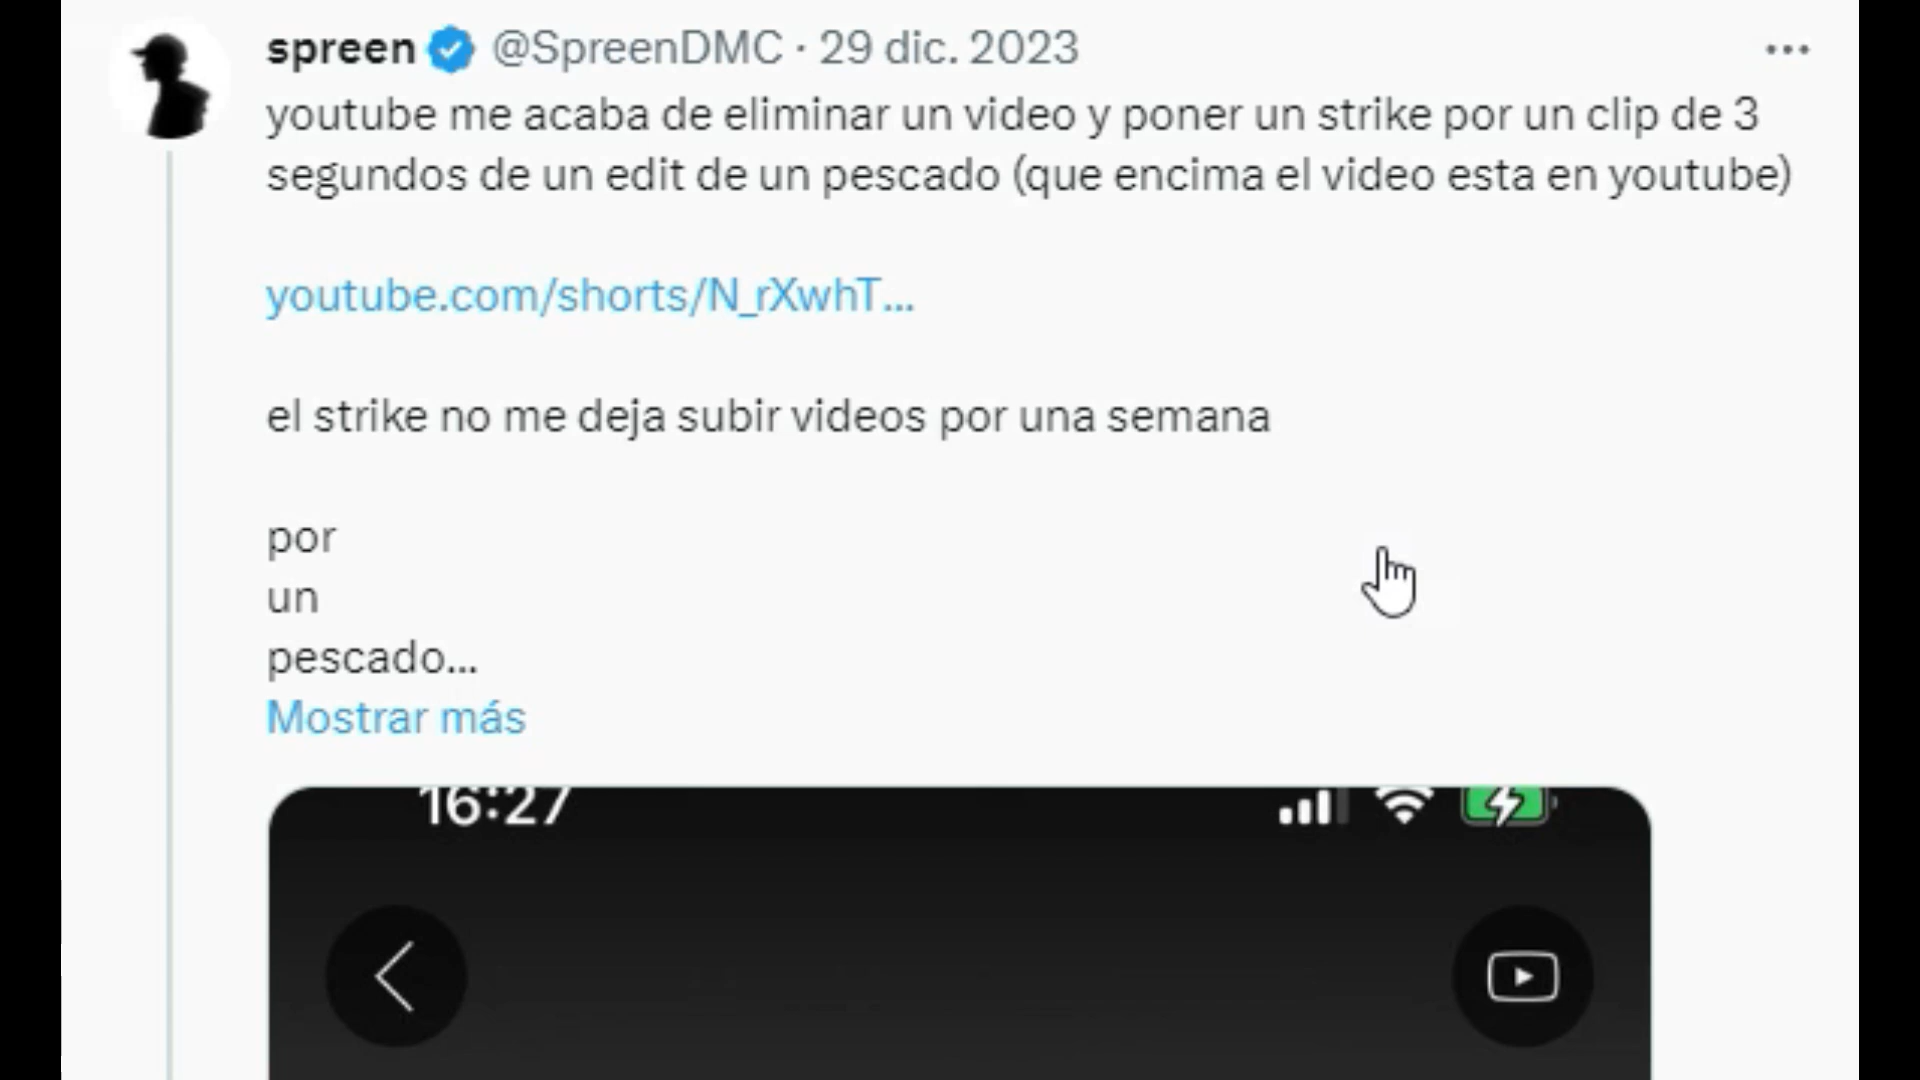 spreen @SpreenDMC · 29 dic. 2023
youtube me acaba de eliminar un video y poner un strike por un clip de 3
segundos de un edit de un pescado (que encima el video esta en youtube)
youtube.com/shorts/N_rXwhT...
el strike no me deja subir videos por una semana
por
un
pescado...
Mostrar más
16:27